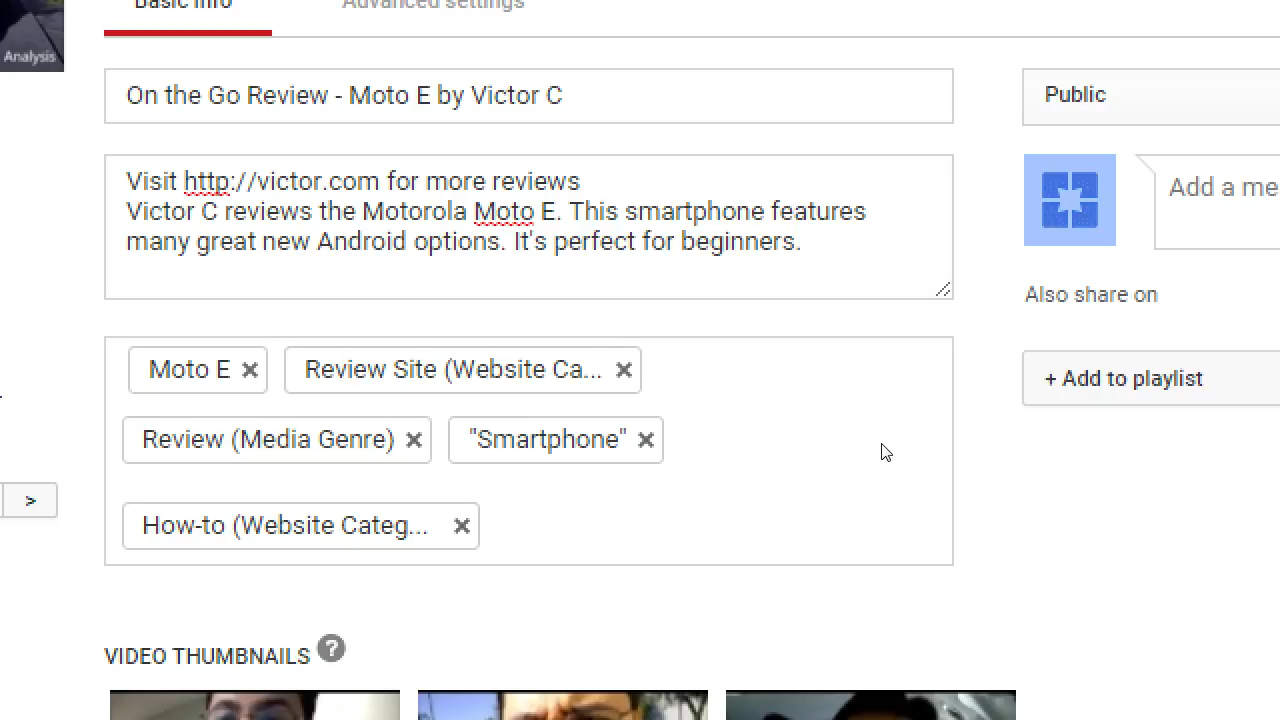 Basic info
Advanced settings
Analysis
On the Go Review - Moto E by Victor C
Public
Visit http://victor.com for more reviews
Victor C reviews the Motorola Moto E. This smartphone features
many great new Android options. It's perfect for beginners.
Add a me
Also share on
Moto E ×
Review Site (Website Ca... ×
+ Add to playlist
Review (Media Genre) ×
"Smartphone" ×
>
How-to (Website Categ... ×
VIDEO THUMBNAILS ?